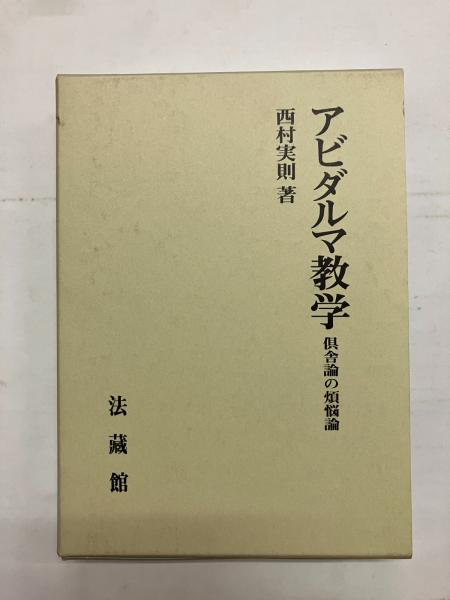 アビダルマ教学 倶舎論の煩悩論
西村実則 著
法藏館